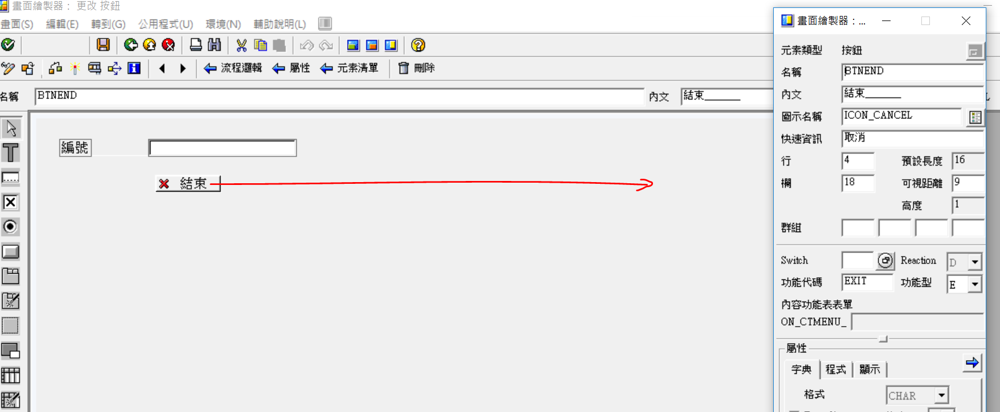 畫面繪製器： 更改 按鈕
畫面(S) 編輯(E) 轉到(G) 公用程式(U) 環境(N) 輔助說明(L)
流程邏輯 屬性 元素清單 刪除
名稱 BTNEND 內文 結束______
編號
結束
畫面繪製器：...
元素類型 按鈕
名稱 BTNEND
內文 結束______
圖示名稱 ICON_CANCEL
快速資訊 取消
行 4 預設長度 16
欄 18 可視距離 9
高度 1
群組
Switch Reaction D
功能代碼 EXIT 功能型 E
內容功能表表單
ON_CTMENU_
屬性
字典 程式 顯示
格式 CHAR